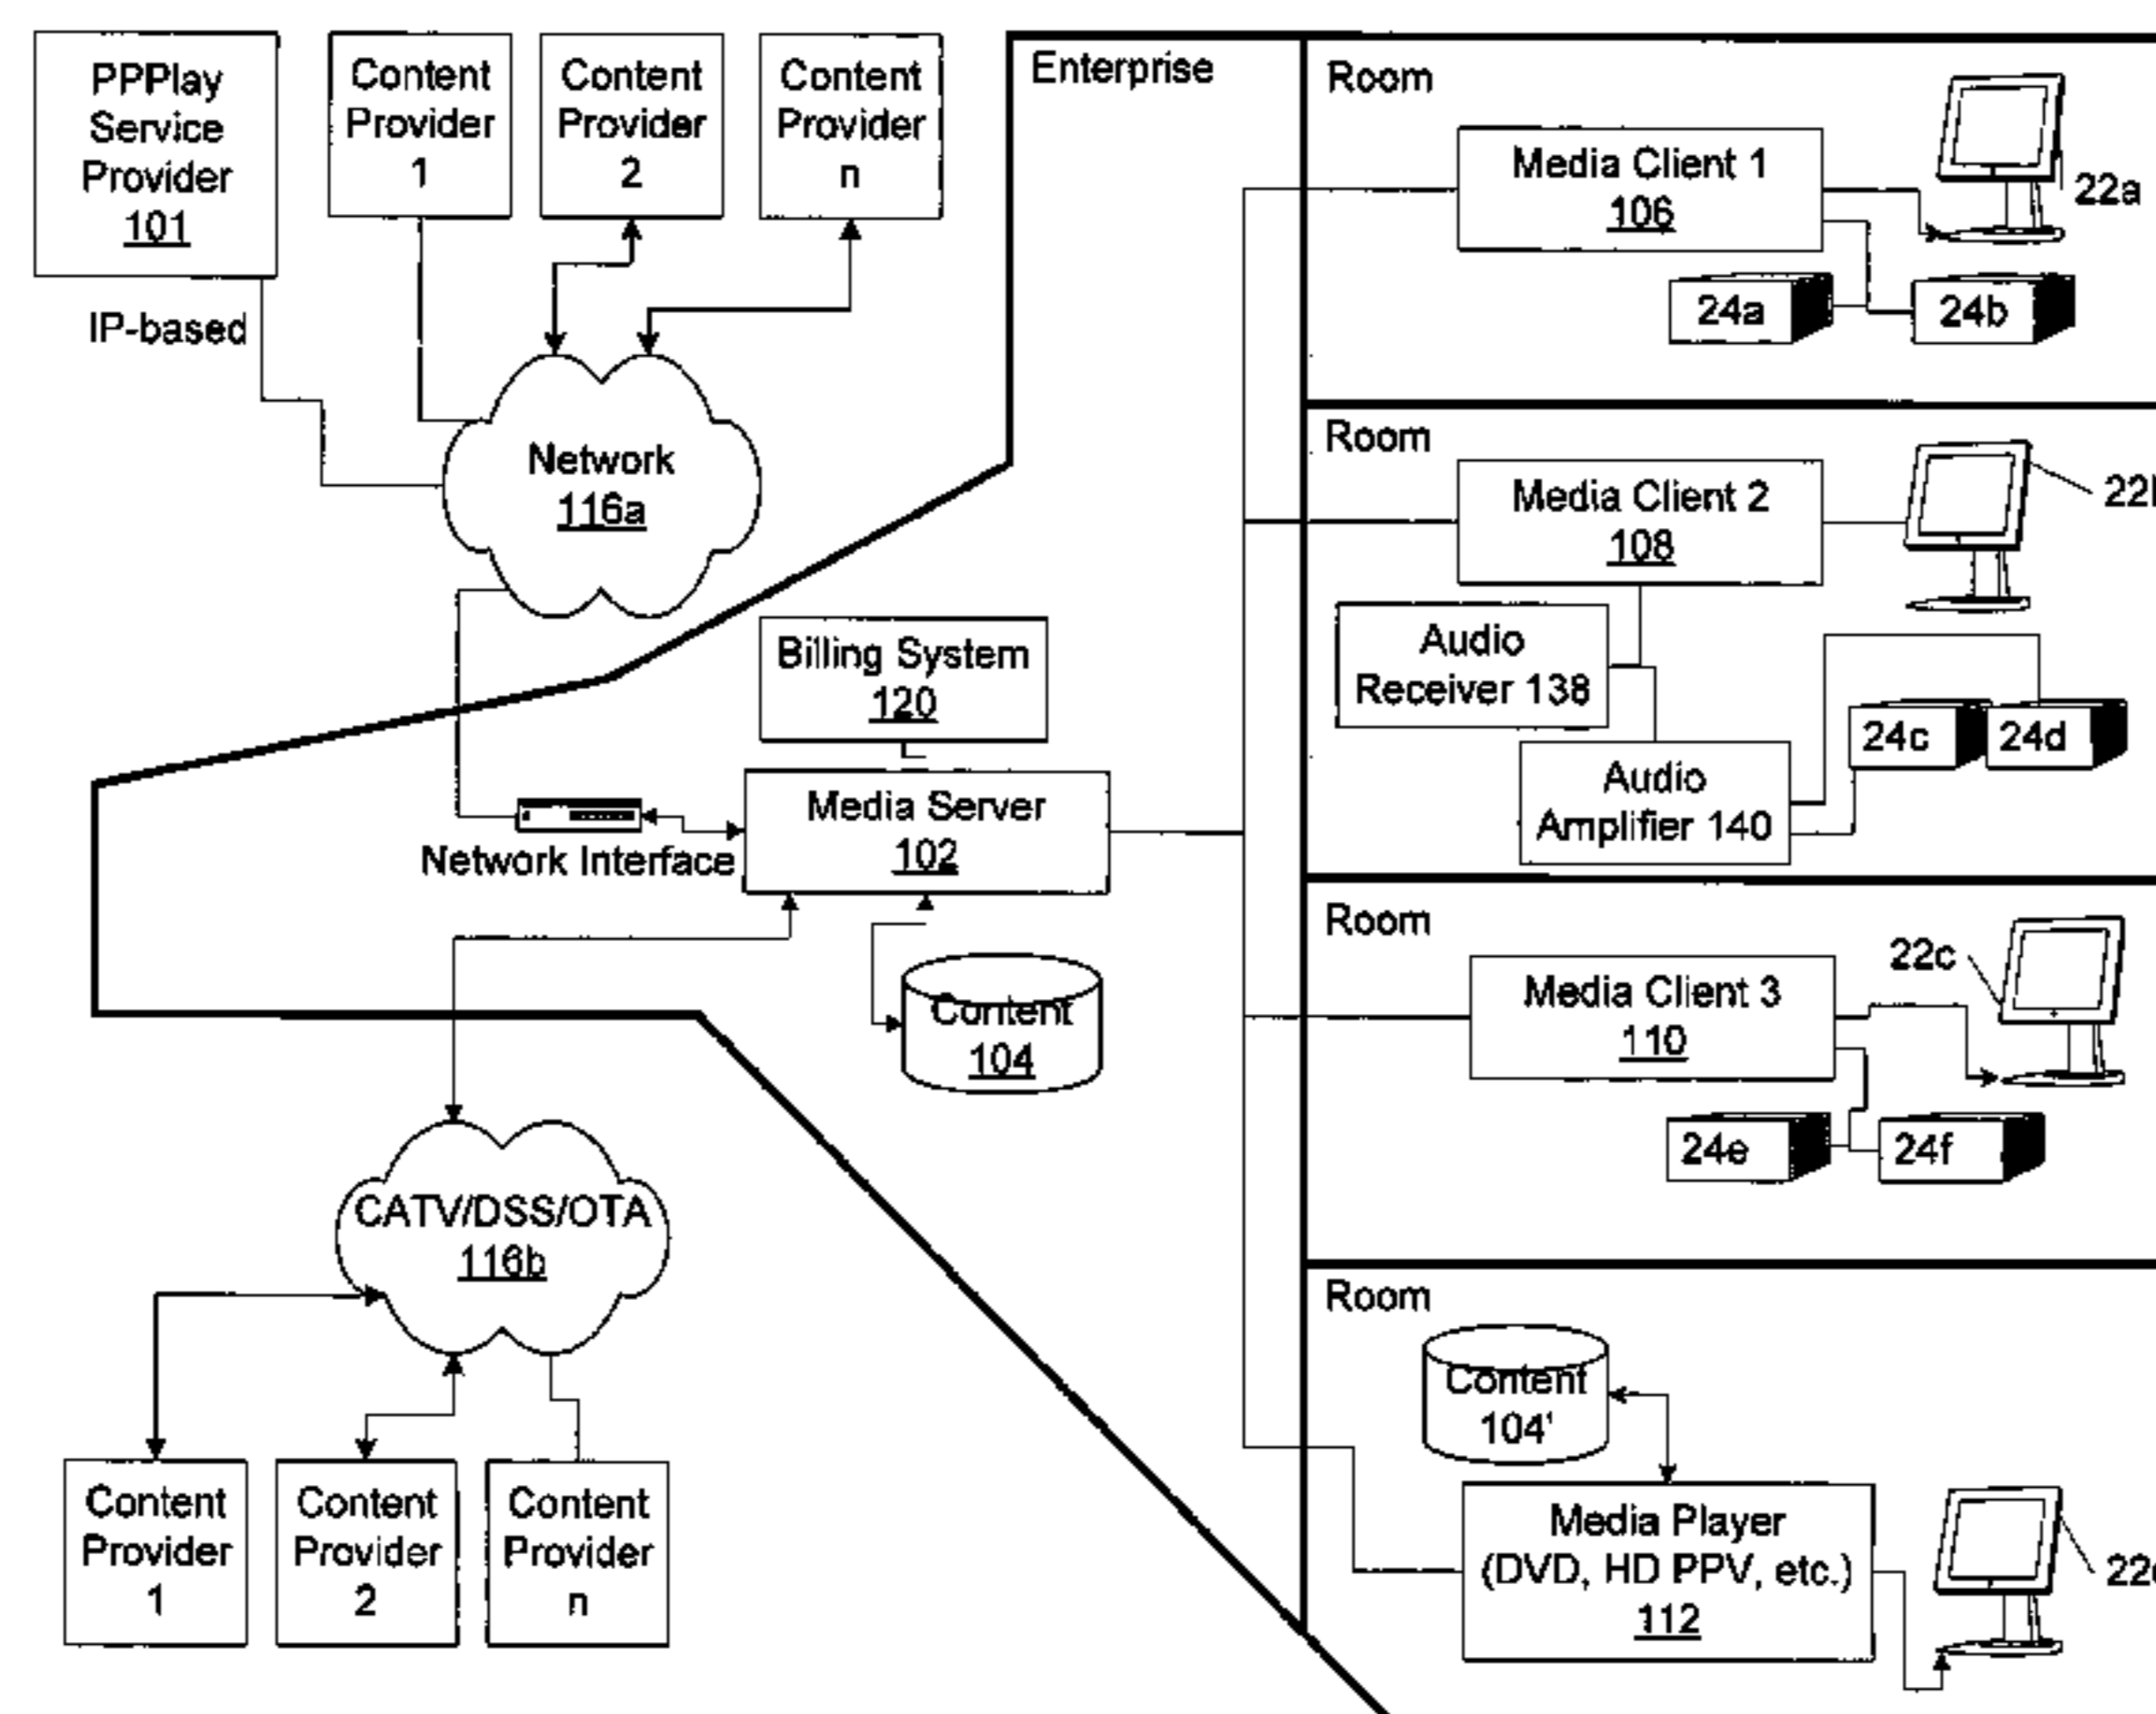 PPPlay
Service
Provider
101
Content
Provider
1
Content
Provider
2
Content
Provider
n
IP-based
Network
116a
Enterprise
Billing System
120
Media Server
102
Network Interface
Content
104
CATV/DSS/OTA
116b
Content
Provider
1
Content
Provider
2
Content
Provider
n
Room
Media Client 1
106
22a
24a
24b
Room
Media Client 2
108
Audio
Receiver 138
24c
24d
Audio
Amplifier 140
Room
22c
Media Client 3
110
24e
24f
Room
Content
104'
Media Player
(DVD, HD PPV, etc.)
112